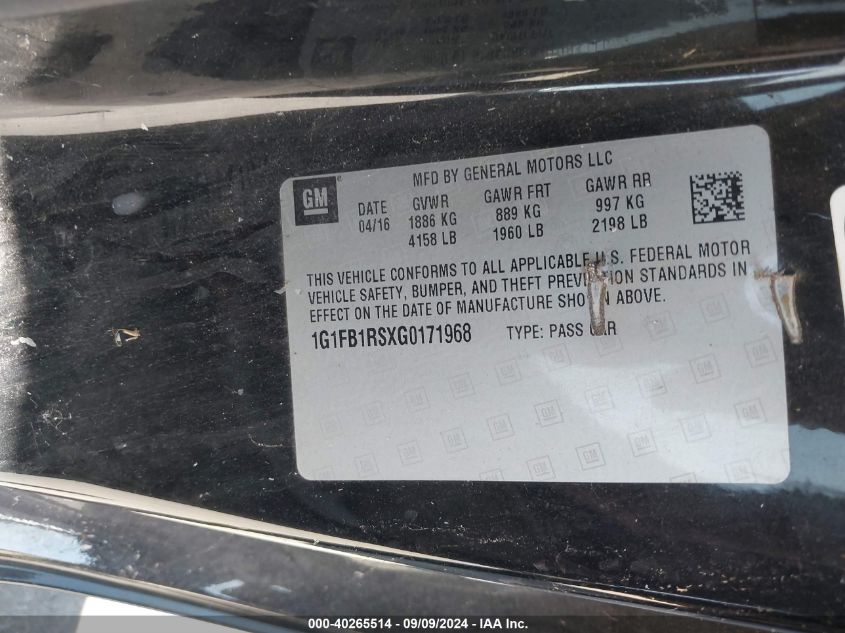 MFD BY GENERAL MOTORS LLC
GM
DATE GVWR GAWR FRT GAWR RR
04/16 1886 KG 889 KG 997 KG
4158 LB 1960 LB 2198 LB
THIS VEHICLE CONFORMS TO ALL APPLICABLE U.S. FEDERAL MOTOR
VEHICLE SAFETY, BUMPER, AND THEFT PREVENTION STANDARDS IN
EFFECT ON THE DATE OF MANUFACTURE SHOWN ABOVE.
1G1FB1RSXG0171968 TYPE: PASS CAR
000-40265514 - 09/09/2024 - IAA Inc.